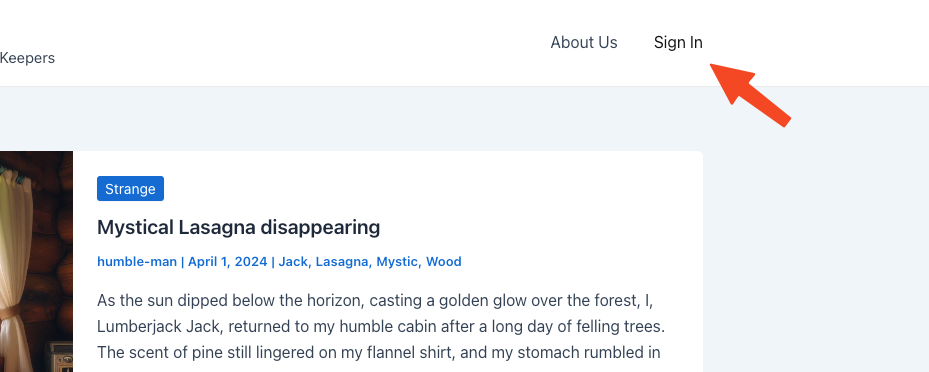 About Us
Sign In
Keepers
Strange
Mystical Lasagna disappearing
humble-man | April 1, 2024 | Jack, Lasagna, Mystic, Wood
As the sun dipped below the horizon, casting a golden glow over the forest, I,
Lumberjack Jack, returned to my humble cabin after a long day of felling trees.
The scent of pine still lingered on my flannel shirt, and my stomach rumbled in